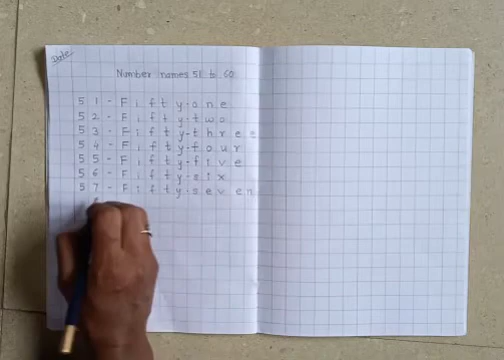 Date
Number names 51 to 60
51 - Fifty-one
52 - Fifty-two
53 - Fifty-three
54 - Fifty-four
55 - Fifty-five
56 - Fifty-six
57 - Fifty-seven